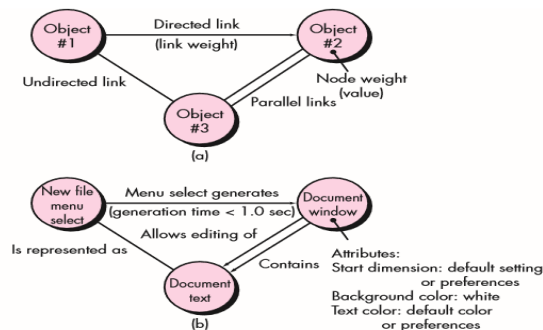 Object
#1
Directed link
(link weight)
Object
#2
Undirected link
Node weight
(value)
Parallel links
Object
#3
(a)
New file
menu
select
Menu select generates
(generation time < 1.0 sec)
Document
window
Allows editing of
Is represented as
Contains
Document
text
Attributes:
Start dimension: default setting
or preferences
Background color: white
Text color: default color
or preferences
(b)